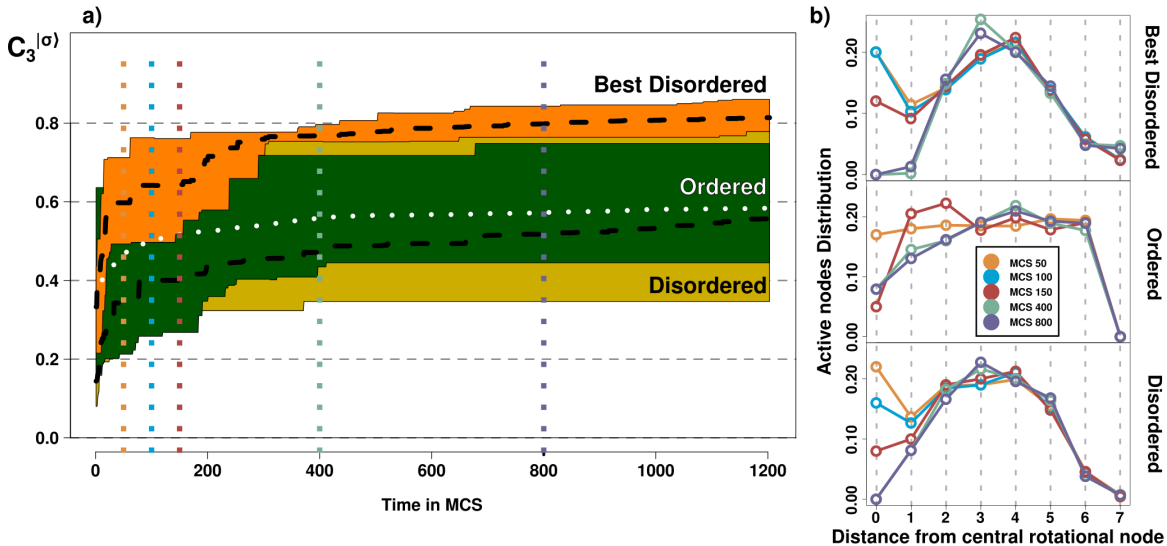 a)
C3|σ⟩
0.8
0.6
0.4
0.2
0.0
Best Disordered
Ordered
Disordered
0 200 400 600 800 1000 1200
Time in MCS
b)
Active nodes Distribution
0.20
0.10
0.00
Best Disordered
0.20
0.10
0.00
Ordered
MCS 50
MCS 100
MCS 150
MCS 400
MCS 800
0.20
0.10
0.00
Disordered
0 1 2 3 4 5 6 7
Distance from central rotational node